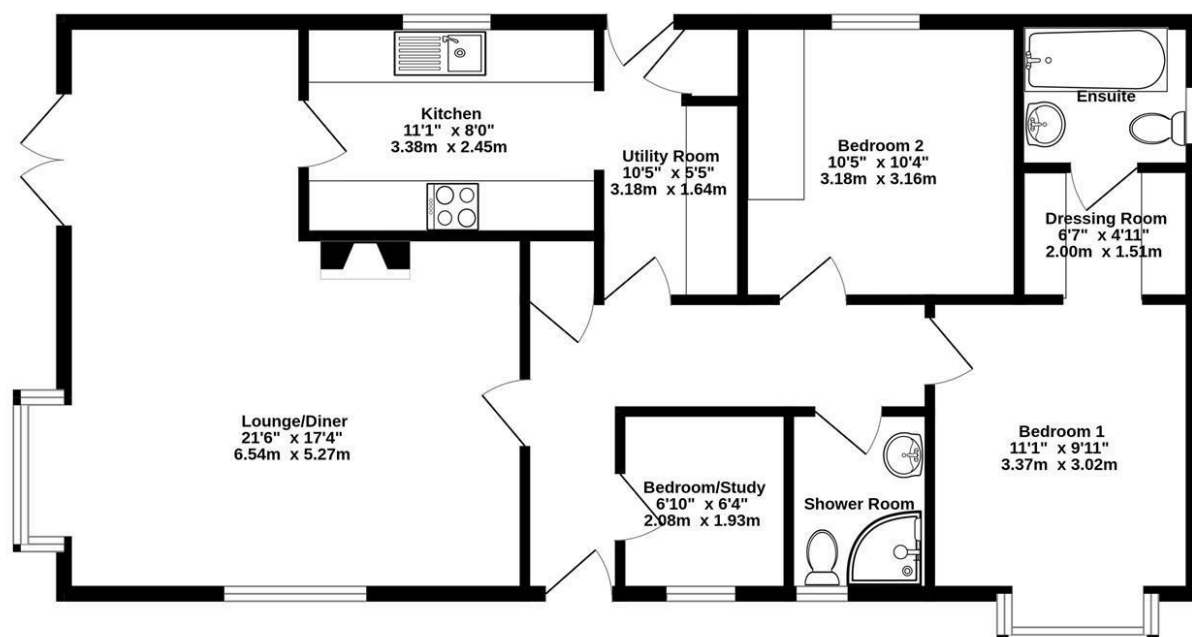 Kitchen
11'1" x 8'0"
3.38m x 2.45m
Utility Room
10'5" x 5'5"
3.18m x 1.64m
Bedroom 2
10'5" x 10'4"
3.18m x 3.16m
Ensuite
Dressing Room
6'7" x 4'11"
2.00m x 1.51m
Lounge/Diner
21'6" x 17'4"
6.54m x 5.27m
Bedroom/Study
6'10" x 6'4"
2.08m x 1.93m
Shower Room
Bedroom 1
11'1" x 9'11"
3.37m x 3.02m